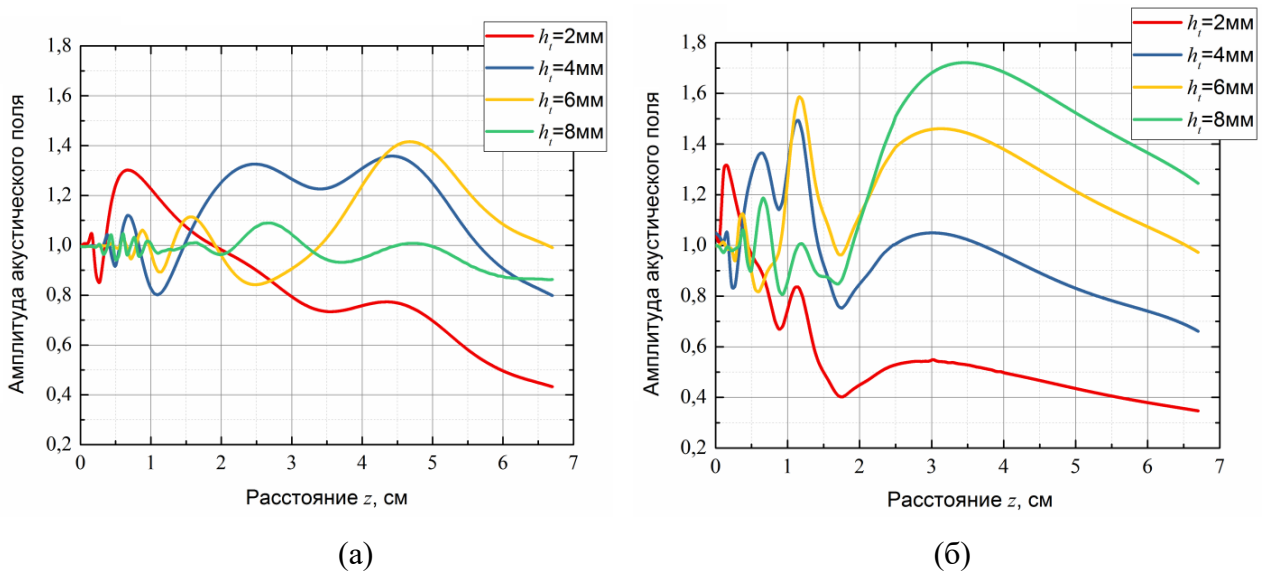 hₜ=2мм
hₜ=4мм
hₜ=6мм
hₜ=8мм
1,8
1,6
1,4
1,2
1,0
0,8
0,6
0,4
0,2
0 1 2 3 4 5 6 7
Амплитуда акустического поля
Расстояние z, см
(а)
hₜ=2мм
hₜ=4мм
hₜ=6мм
hₜ=8мм
1,8
1,6
1,4
1,2
1,0
0,8
0,6
0,4
0,2
0 1 2 3 4 5 6 7
Амплитуда акустического поля
Расстояние z, см
(б)